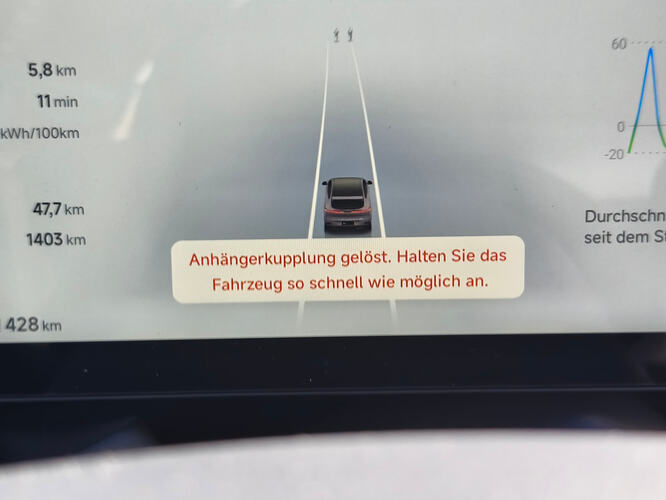 5,8 km
11 min
kWh/100km
47,7 km
1403 km
428 km
Anhängerkupplung gelöst. Halten Sie das
Fahrzeug so schnell wie möglich an.
60
0
-20
Durchschn
seit dem St